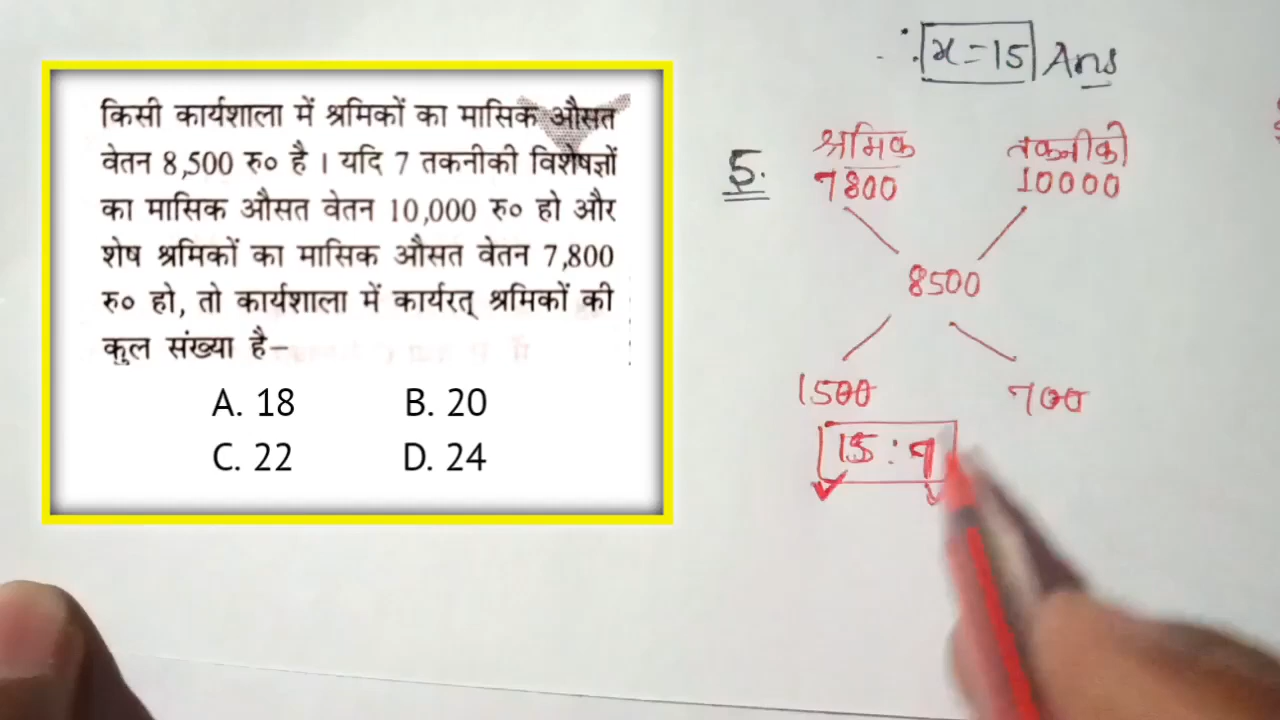 किसी कार्यशाला में श्रमिकों का मासिक औसत
वेतन 8,500 रु० है । यदि 7 तकनीकी विशेषज्ञों
का मासिक औसत वेतन 10,000 रु० हो और
शेष श्रमिकों का मासिक औसत वेतन 7,800
रु० हो, तो कार्यशाला में कार्यरत् श्रमिकों की
कुल संख्या है–
A. 18 B. 20
C. 22 D. 24
∴ x=15 Ans
5. श्रमिक तकनीकी
7800 10000
8500
1500 700
15 : 7